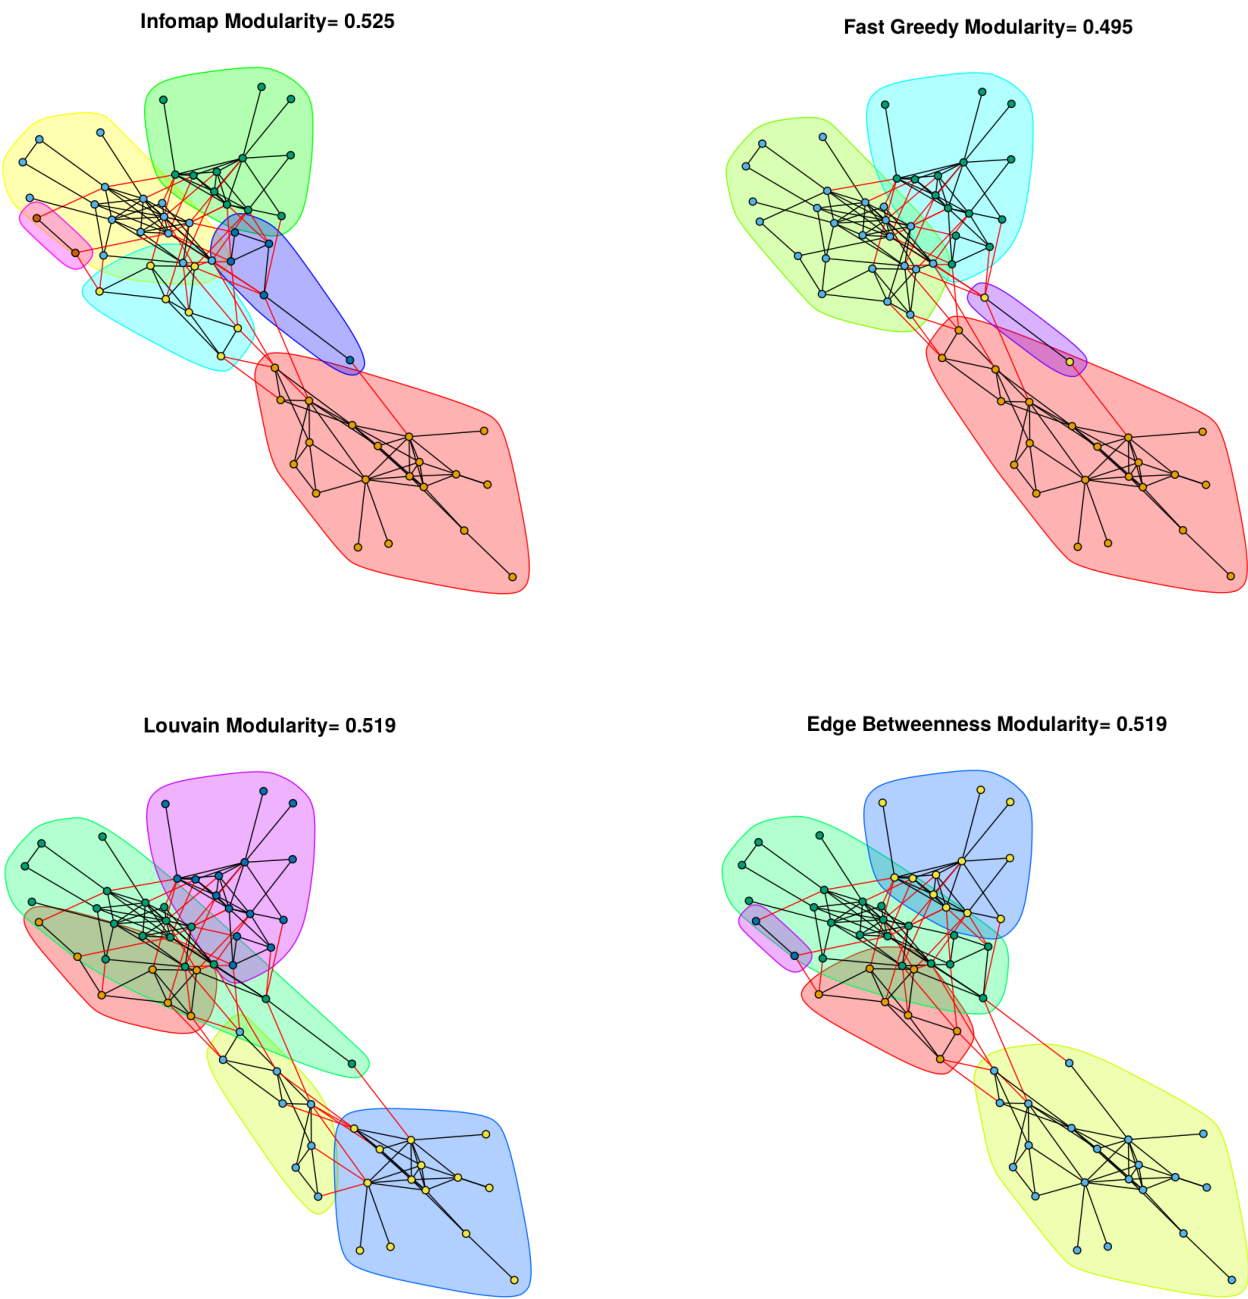 Infomap Modularity= 0.525
Fast Greedy Modularity= 0.495
Louvain Modularity= 0.519
Edge Betweenness Modularity= 0.519